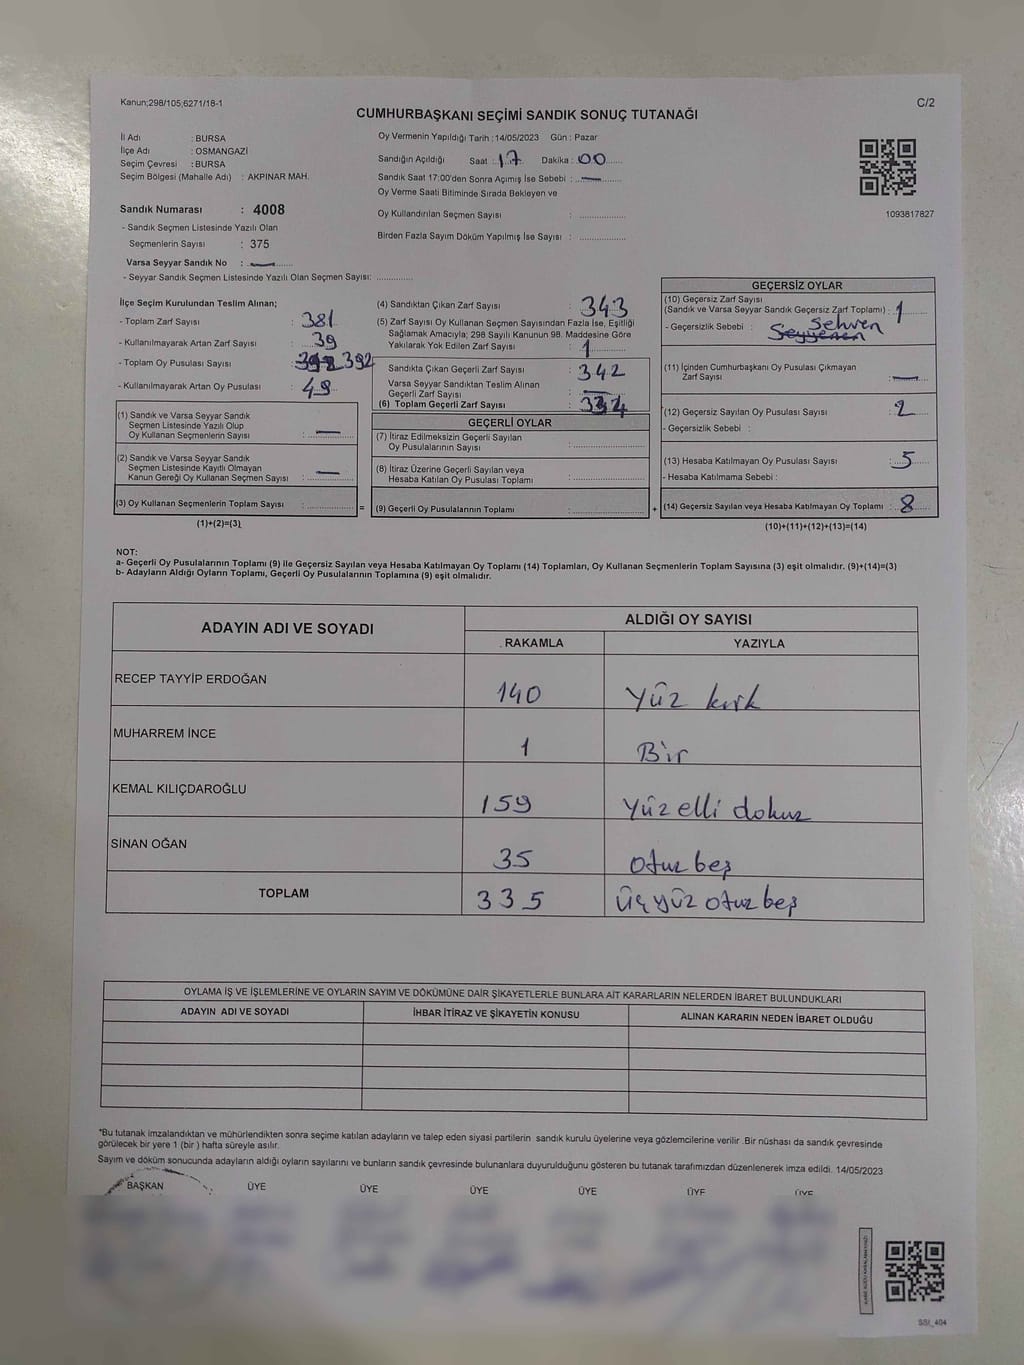 Kanun;298/105;6271/18-1
C/2
CUMHURBAŞKANI SEÇİMİ SANDIK SONUÇ TUTANAĞI
İl Adı : BURSA
İlçe Adı : OSMANGAZİ
Seçim Çevresi : BURSA
Seçim Bölgesi (Mahalle Adı) : AKPINAR MAH.
Sandık Numarası : 4008
- Sandık Seçmen Listesinde Yazılı Olan
Seçmenlerin Sayısı : 375
Varsa Seyyar Sandık No : —
- Seyyar Sandık Seçmen Listesinde Yazılı Olan Seçmen Sayısı: ............
Oy Vermenin Yapıldığı Tarih : 14/05/2023 Gün : Pazar
Sandığın Açıldığı Saat : 17 Dakika : 00
Sandık Saat 17:00'den Sonra Açımış İse Sebebi : —
Oy Verme Saati Bitiminde Sırada Bekleyen ve
Oy Kullandırılan Seçmen Sayısı : ................
Birden Fazla Sayım Döküm Yapılmış İse Sayısı : ................
1093817827
İlçe Seçim Kurulundan Teslim Alınan;
- Toplam Zarf Sayısı : 381
- Kullanılmayarak Artan Zarf Sayısı : 39
- Toplam Oy Pusulası Sayısı : 392
- Kullanılmayarak Artan Oy Pusulası : 49
(1) Sandık ve Varsa Seyyar Sandık
Seçmen Listesinde Yazılı Olup
Oy Kullanan Seçmenlerin Sayısı : —
(2) Sandık ve Varsa Seyyar Sandık
Seçmen Listesinde Kayıtlı Olmayan
Kanun Gereği Oy Kullanan Seçmen Sayısı : —
(3) Oy Kullanan Seçmenlerin Toplam Sayısı : ............ =
(1)+(2)=(3)
(4) Sandıktan Çıkan Zarf Sayısı : 343
(5) Zarf Sayısı Oy Kullanan Seçmen Sayısından Fazla İse, Eşitliği
Sağlamak Amacıyla; 298 Sayılı Kanunun 98. Maddesine Göre
Yakılarak Yok Edilen Zarf Sayısı : 1
Sandıkta Çıkan Geçerli Zarf Sayısı : 342
Varsa Seyyar Sandıktan Teslim Alınan
Geçerli Zarf Sayısı : —
(6) Toplam Geçerli Zarf Sayısı :
GEÇERLİ OYLAR
(7) İtiraz Edilmeksizin Geçerli Sayılan
Oy Pusulalarının Sayısı : ................
(8) İtiraz Üzerine Geçerli Sayılan veya
Hesaba Katılan Oy Pusulası Toplamı : ................
(9) Geçerli Oy Pusulalarının Toplamı : ................ +
GEÇERSİZ OYLAR
(10) Geçersiz Zarf Sayısı
(Sandık ve Varsa Seyyar Sandık Geçersiz Zarf Toplamı) : 1
- Geçersizlik Sebebi : Sehven
(11) İçinden Cumhurbaşkanı Oy Pusulası Çıkmayan
Zarf Sayısı : —
(12) Geçersiz Sayılan Oy Pusulası Sayısı : 2
- Geçersizlik Sebebi :
(13) Hesaba Katılmayan Oy Pusulası Sayısı : 5
- Hesaba Katılmama Sebebi :
(14) Geçersiz Sayılan veya Hesaba Katılmayan Oy Toplamı : 8
(10)+(11)+(12)+(13)=(14)
NOT:
a- Geçerli Oy Pusulalarının Toplamı (9) ile Geçersiz Sayılan veya Hesaba Katılmayan Oy Toplamı (14) Toplamları, Oy Kullanan Seçmenlerin Toplam Sayısına (3) eşit olmalıdır. (9)+(14)=(3)
b- Adayların Aldığı Oyların Toplamı, Geçerli Oy Pusulalarının Toplamına (9) eşit olmalıdır.
ADAYIN ADI VE SOYADI
ALDIĞI OY SAYISI
. RAKAMLA YAZIYLA
RECEP TAYYİP ERDOĞAN 140 Yüz kırk
MUHARREM İNCE 1 Bir
KEMAL KILIÇDAROĞLU 159 yüz elli dokuz
SİNAN OĞAN 35 otuz beş
TOPLAM 335 üç yüz otuz beş
OYLAMA İŞ VE İŞLEMLERİNE VE OYLARIN SAYIM VE DÖKÜMÜNE DAİR ŞİKAYETLERLE BUNLARA AİT KARARLARIN NELERDEN İBARET BULUNDUKLARI
ADAYIN ADI VE SOYADI İHBAR İTİRAZ VE ŞİKAYETİN KONUSU ALINAN KARARIN NEDEN İBARET OLDUĞU
*Bu tutanak imzalandıktan ve mühürlendikten sonra seçime katılan adayların ve talep eden siyasi partilerin sandık kurulu üyelerine veya gözlemcilerine verilir .Bir nüshası da sandık çevresinde
görülecek bir yere 1 (bir ) hafta süreyle asılır.
Sayım ve döküm sonucunda adayların aldığı oyların sayılarını ve bunların sandık çevresinde bulunanlara duyurulduğunu gösteren bu tutanak tarafımızdan düzenlenerek imza edildi. 14/05/2023
BAŞKAN ÜYE ÜYE ÜYE ÜYE ÜYE ÜYE
SSI_404